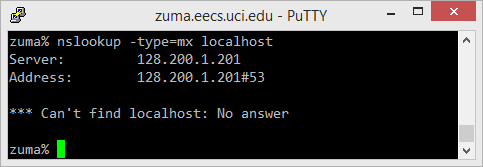 zuma.eecs.uci.edu - PuTTY
zuma% nslookup -type=mx localhost
Server:         128.200.1.201
Address:        128.200.1.201#53
*** Can't find localhost: No answer
zuma%